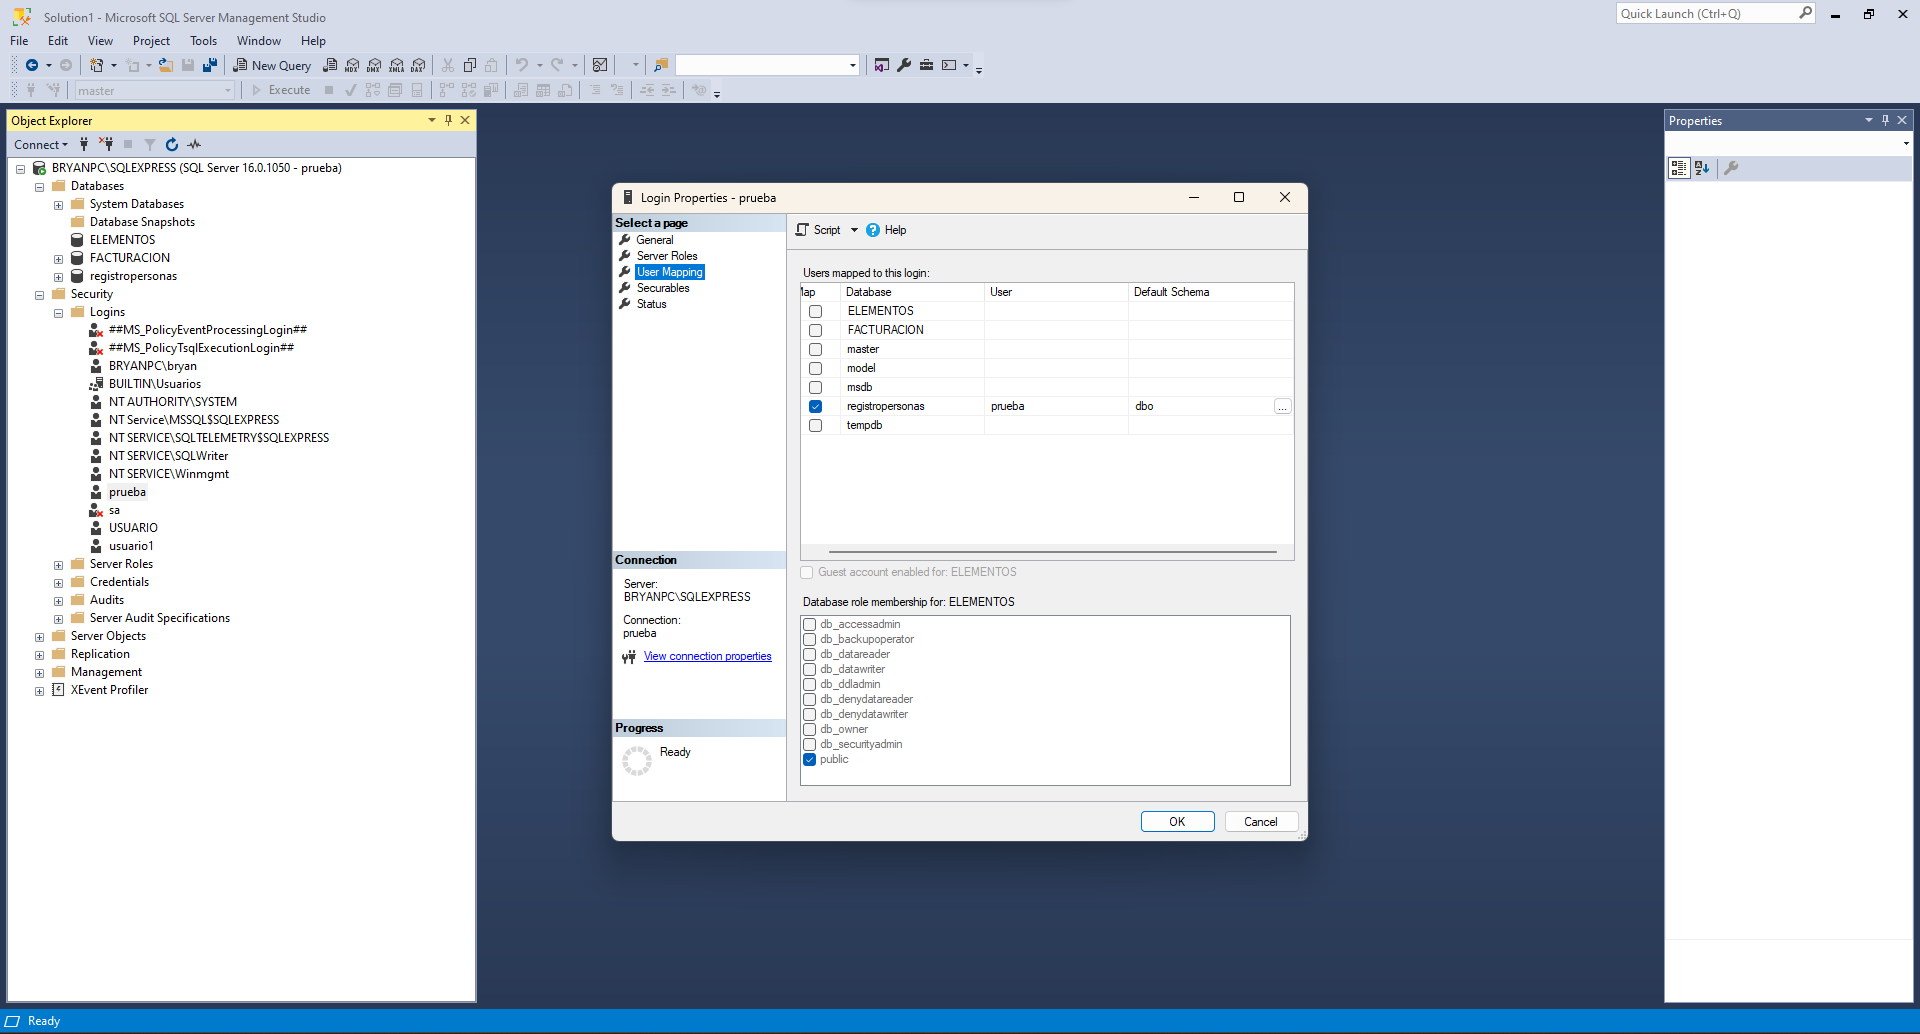 Solution1 - Microsoft SQL Server Management Studio
Quick Launch (Ctrl+Q)
File Edit View Project Tools Window Help
New Query
MDX DMX XMLA DAX
master
Execute
Object Explorer
Connect
BRYANPC\SQLEXPRESS (SQL Server 16.0.1050 - prueba)
Databases
System Databases
Database Snapshots
ELEMENTOS
FACTURACION
registropersonas
Security
Logins
##MS_PolicyEventProcessingLogin##
##MS_PolicyTsqlExecutionLogin##
BRYANPC\bryan
BUILTIN\Usuarios
NT AUTHORITY\SYSTEM
NT Service\MSSQL$SQLEXPRESS
NT SERVICE\SQLTELEMETRY$SQLEXPRESS
NT SERVICE\SQLWriter
NT SERVICE\Winmgmt
prueba
sa
USUARIO
usuario1
Server Roles
Credentials
Audits
Server Audit Specifications
Server Objects
Replication
Management
XEvent Profiler
Login Properties - prueba
Select a page
General
Server Roles
User Mapping
Securables
Status
Connection
Server:
BRYANPC\SQLEXPRESS
Connection:
prueba
View connection properties
Progress
Ready
Script
Help
Users mapped to this login:
Map Database User Default Schema
ELEMENTOS
FACTURACION
master
model
msdb
registropersonas prueba dbo ...
tempdb
Guest account enabled for: ELEMENTOS
Database role membership for: ELEMENTOS
db_accessadmin
db_backupoperator
db_datareader
db_datawriter
db_ddladmin
db_denydatareader
db_denydatawriter
db_owner
db_securityadmin
public
OK Cancel
Properties
Ready